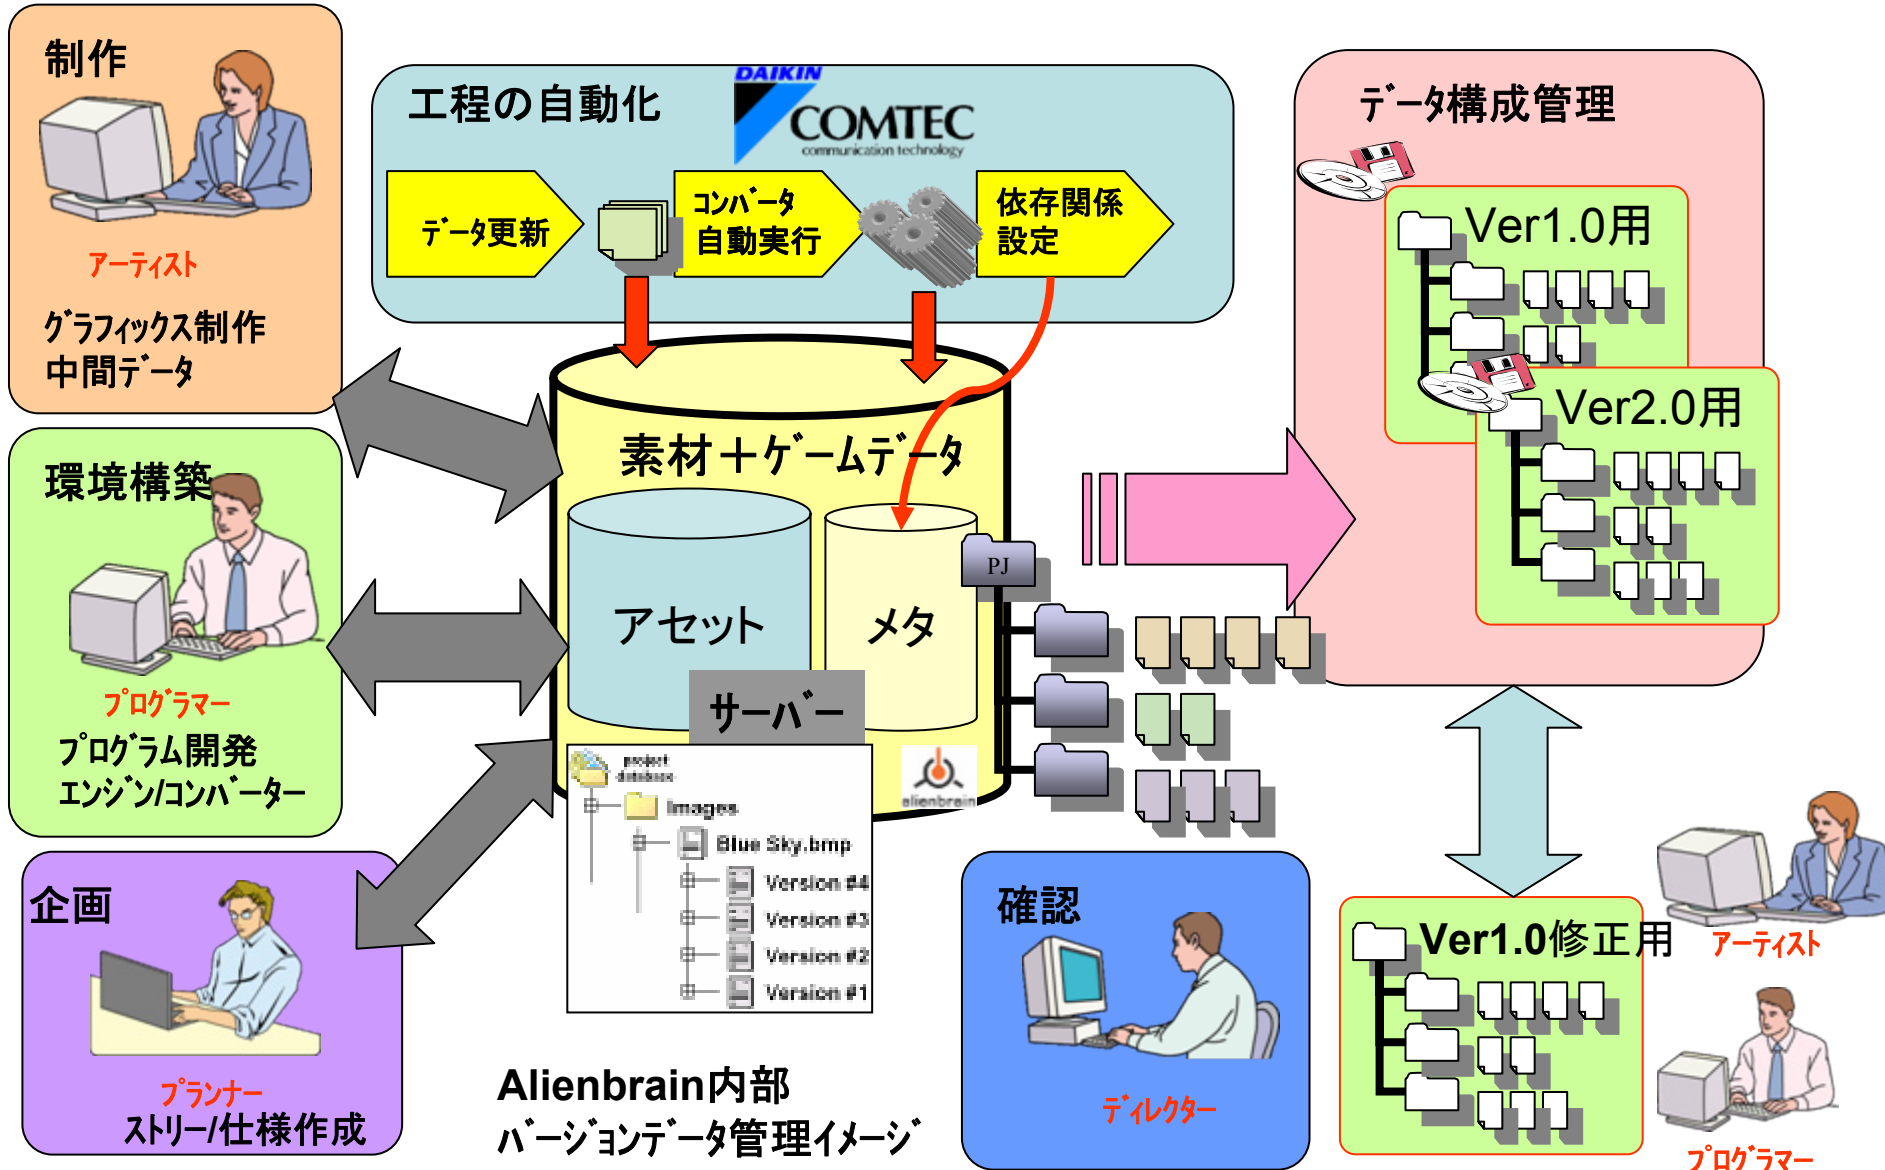 制作
アーティスト
グラフィックス制作
中間データ
工程の自動化
DAIKIN
COMTEC
communication technology
データ更新
コンバータ
自動実行
依存関係
設定
データ構成管理
Ver1.0用
Ver2.0用
環境構築
プログラマー
プログラム開発
エンジン/コンバーター
素材＋ゲームデータ
アセット
メタ
サーバー
PJ
alienbrain
project
database
Images
Blue Sky.bmp
Version #4
Version #3
Version #2
Version #1
企画
プランナー
ストリー/仕様作成
Alienbrain内部
バージョンデータ管理イメージ
確認
ディレクター
Ver1.0修正用
アーティスト
プログラマー